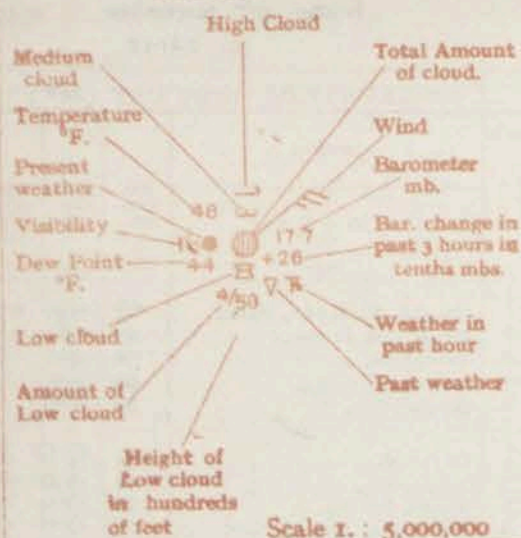 High Cloud
Medium
cloud
Total Amount
of cloud.
Temperature
°F.
Wind
Present
weather
Barometer
mb.
48
Visibility
177
Bar. change in
past 3 hours in
tenths mbs.
Dew Point
°F.
44
+26
4/50
Low cloud
Weather in
past hour
Amount of
Low cloud
Past weather
Height of
Low cloud
in hundreds
of feet
Scale 1. : 5,000,000